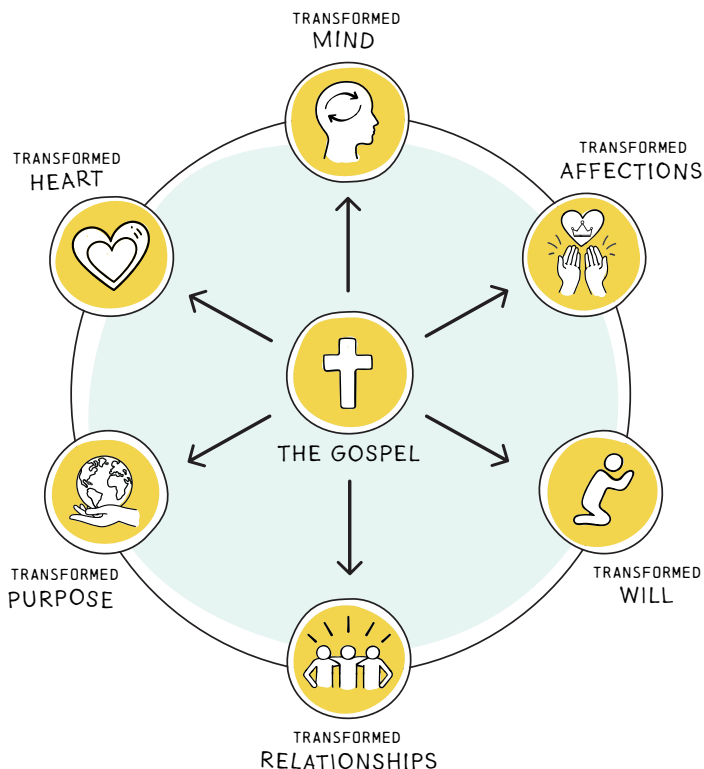 TRANSFORMED
MIND
TRANSFORMED
AFFECTIONS
TRANSFORMED
HEART
THE GOSPEL
TRANSFORMED
WILL
TRANSFORMED
PURPOSE
TRANSFORMED
RELATIONSHIPS